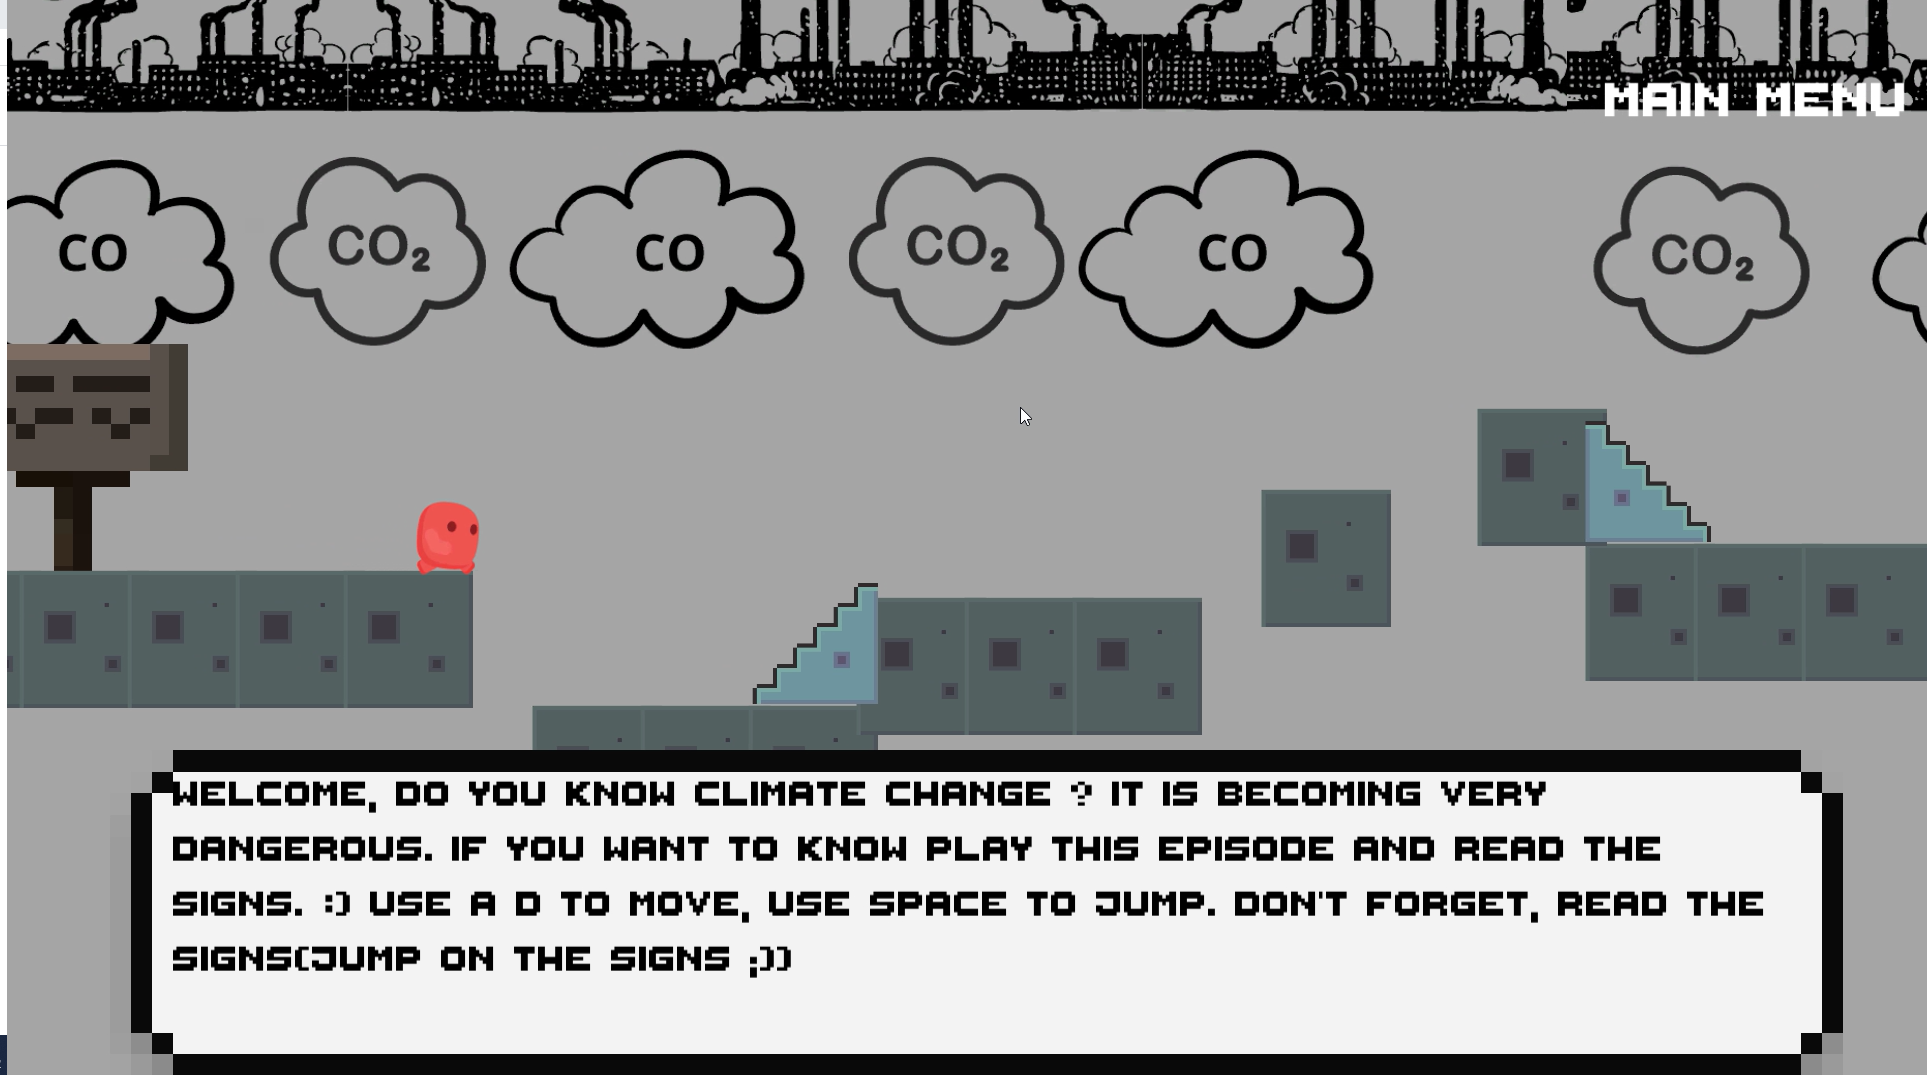 MAIN MENU
CO
CO₂
CO
CO₂
CO
CO₂
WELCOME, DO YOU KNOW CLIMATE CHANGE ? IT IS BECOMING VERY
DANGEROUS. IF YOU WANT TO KNOW PLAY THIS EPISODE AND READ THE
SIGNS. :) USE A D TO MOVE, USE SPACE TO JUMP. DON'T FORGET, READ THE
SIGNS(JUMP ON THE SIGNS ;))